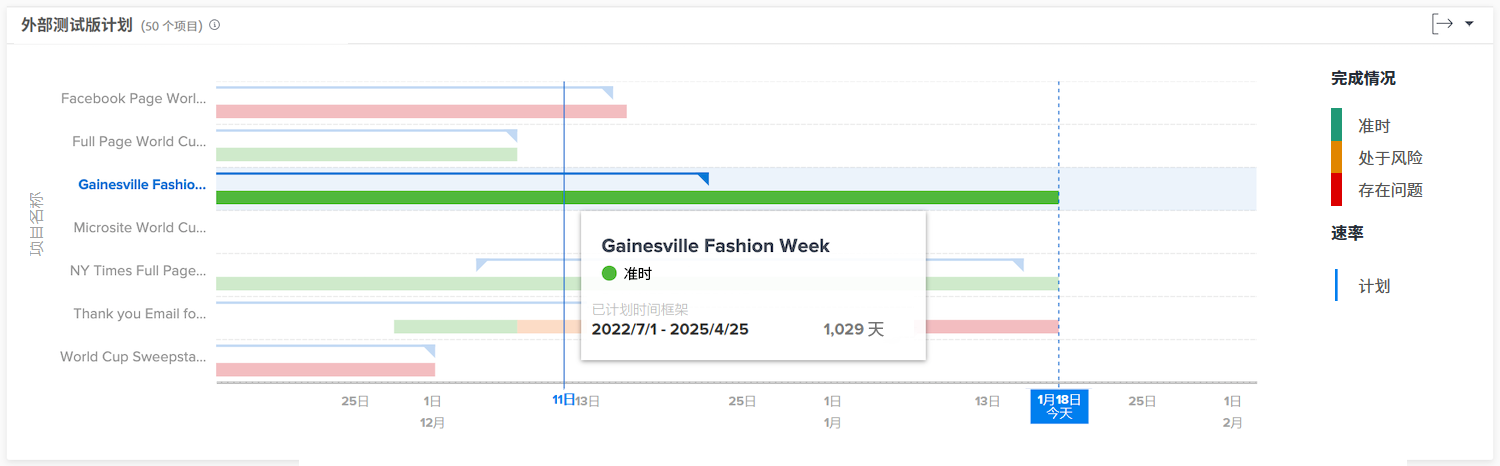 外部测试版计划 (50 个项目)
项目名称
Facebook Page Worl...
Full Page World Cu...
Gainesville Fashio...
Microsite World Cu...
NY Times Full Page...
Thank you Email fo...
World Cup Sweepsta...
Gainesville Fashion Week
准时
已计划时间框架
2022/7/1 - 2025/4/25 1,029 天
25日 1日 11日 13日 25日 1日 13日 1月18日 25日 1日
12月 1月 今天 2月
完成情况
准时
处于风险
存在问题
速率
计划